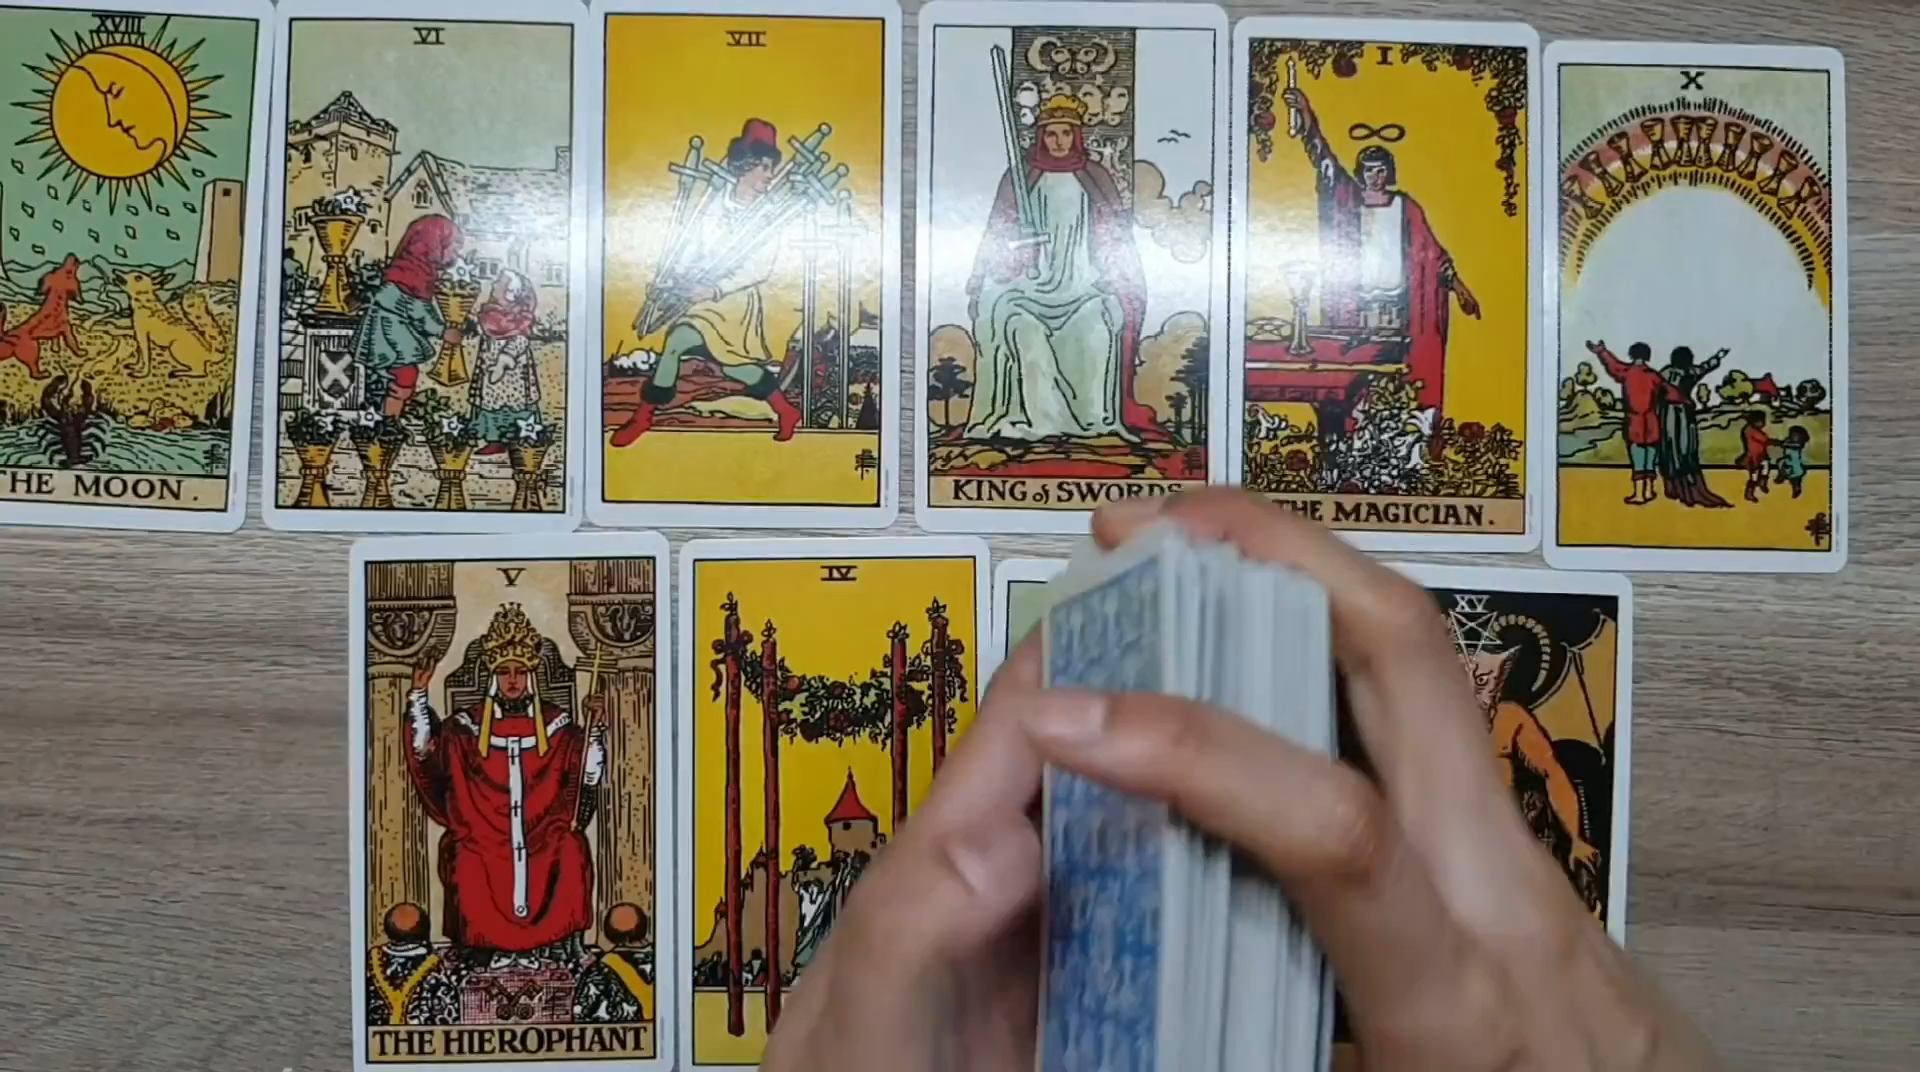 XVIII
VI
VII
I
X
THE MOON.
KING of SWORDS
THE MAGICIAN.
V
IV
XV
THE HIEROPHANT